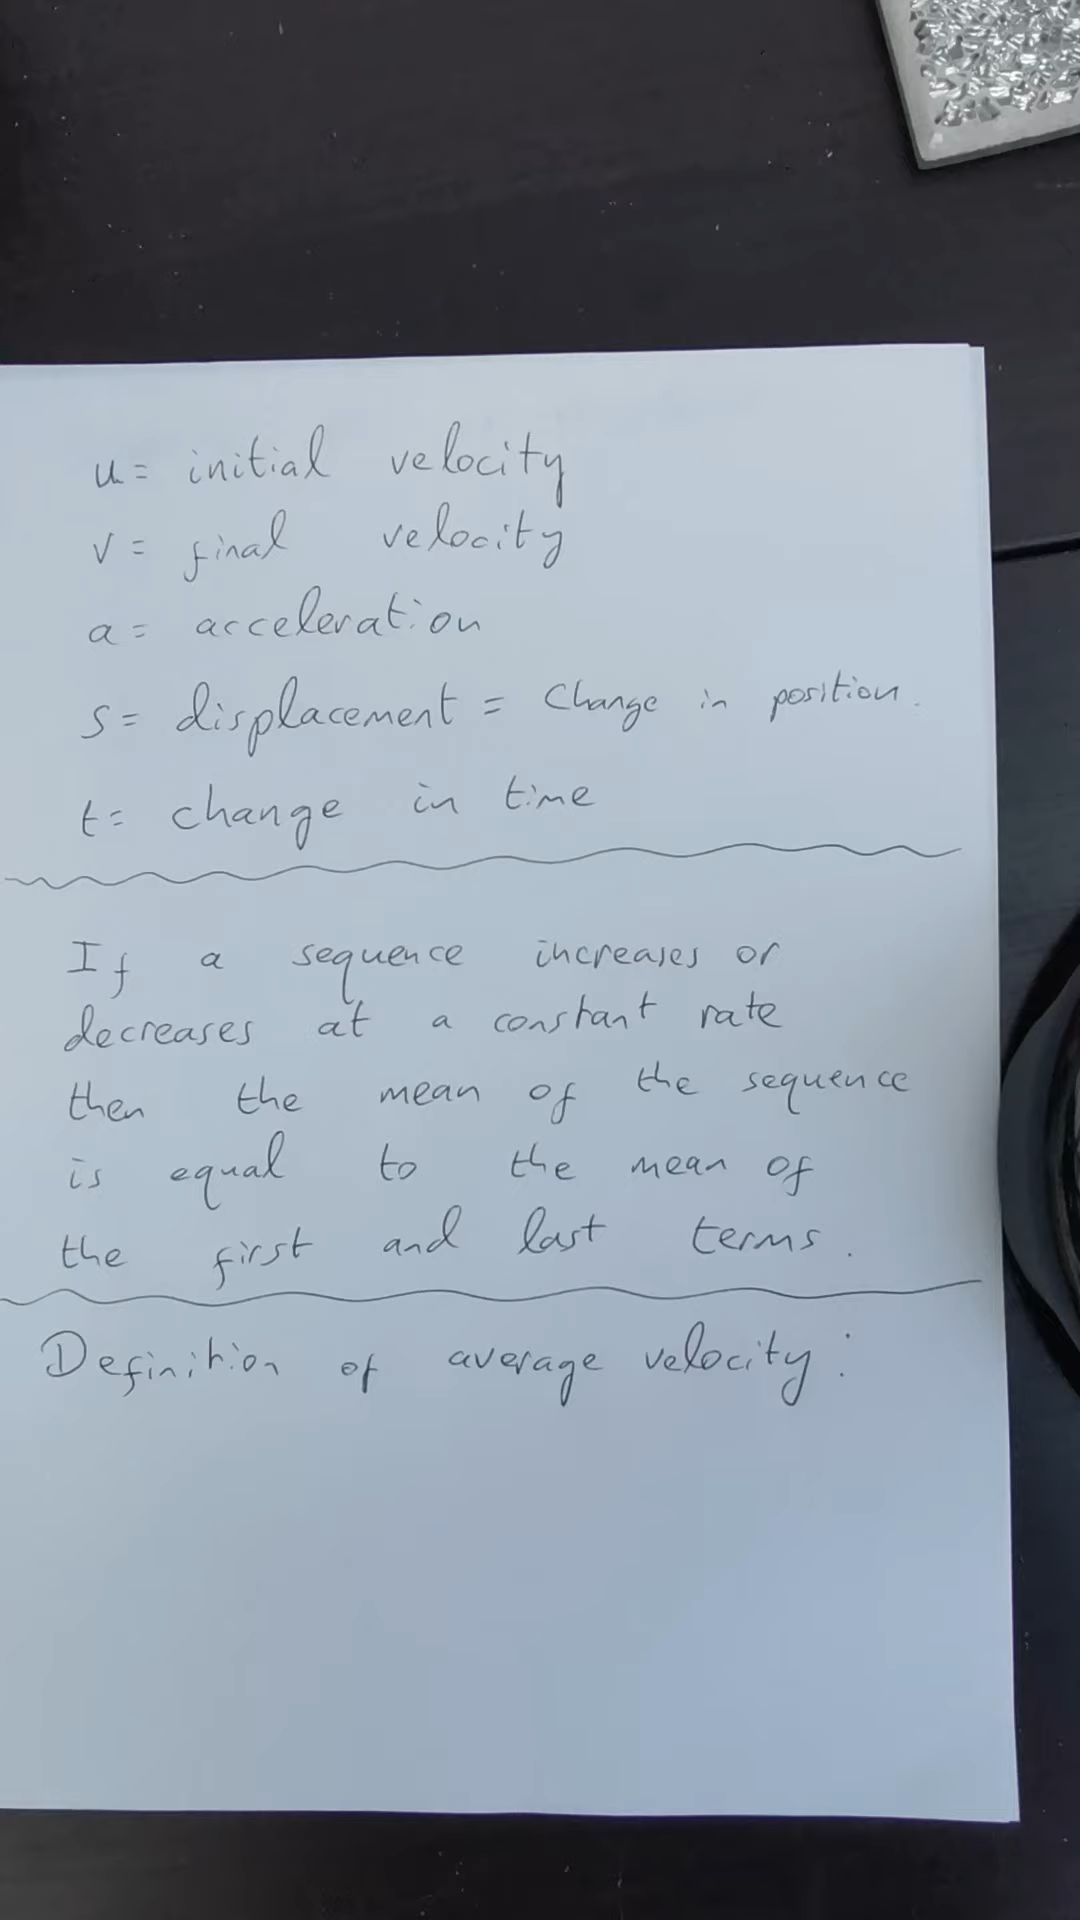 u= initial velocity
v= final velocity
a= acceleration
s= displacement = Change in position.
t= change in time
If a sequence increases or
decreases at a constant rate
then the mean of the sequence
is equal to the mean of
the first and last terms.
Definition of average velocity: